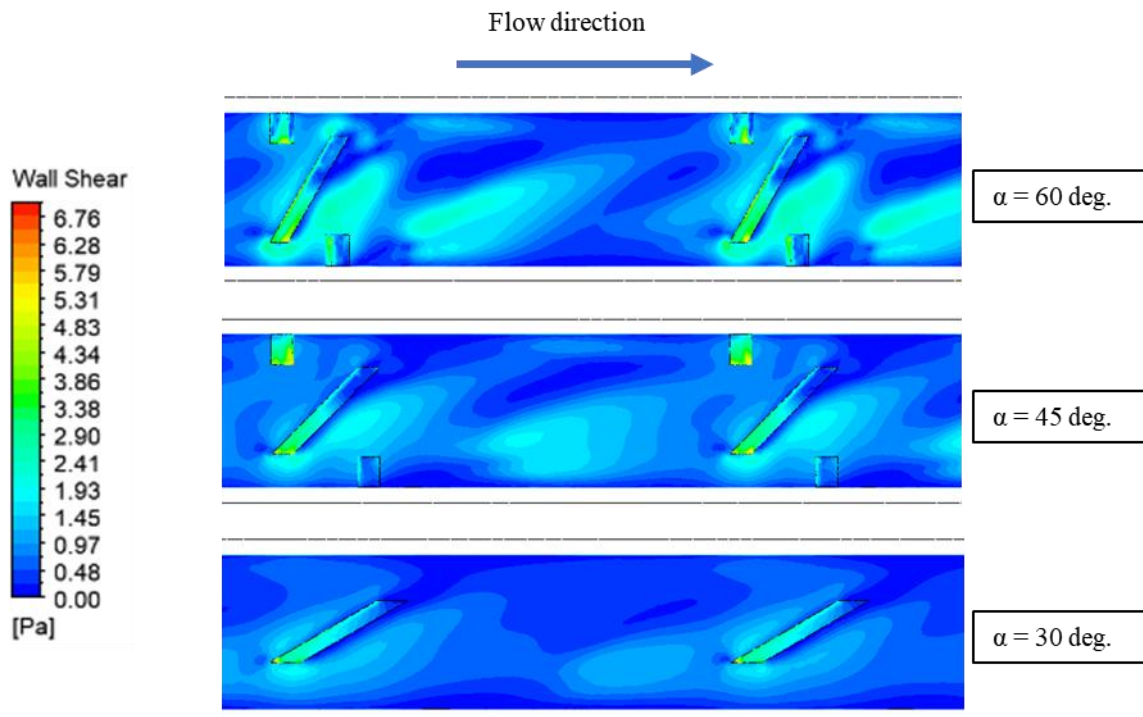 Flow direction
Wall Shear
6.76
6.28
5.79
5.31
4.83
4.34
3.86
3.38
2.90
2.41
1.93
1.45
0.97
0.48
0.00
[Pa]
α = 60 deg.
α = 45 deg.
α = 30 deg.